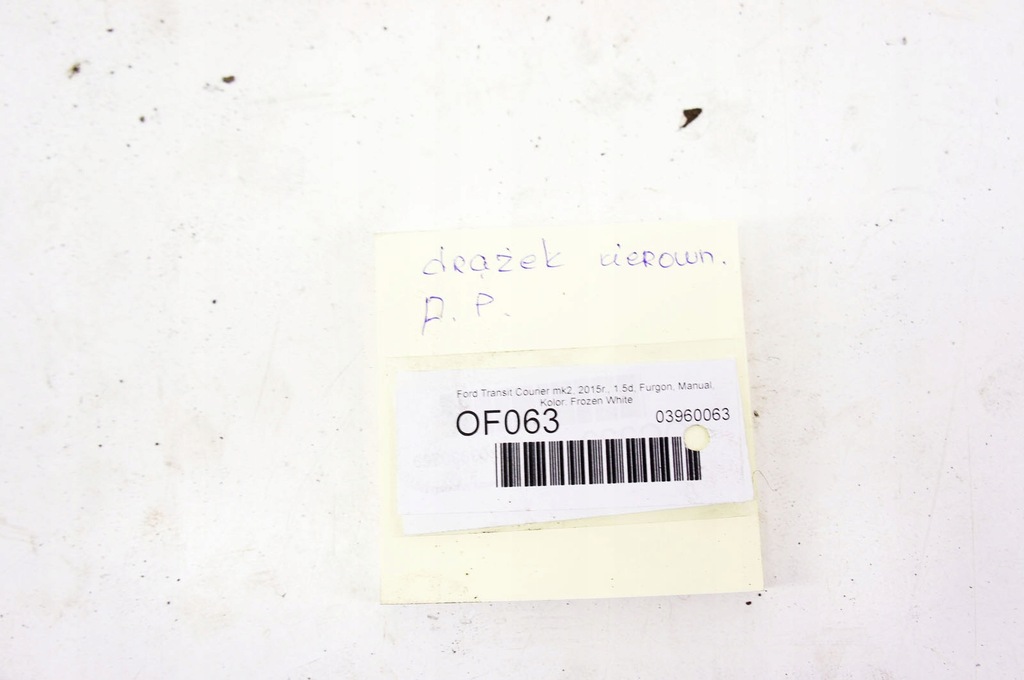 drążek kierown.
P.P.
Ford Transit Courier mk2, 2015r., 1.5d, Furgon, Manual,
Kolor: Frozen White
OF063 03960063